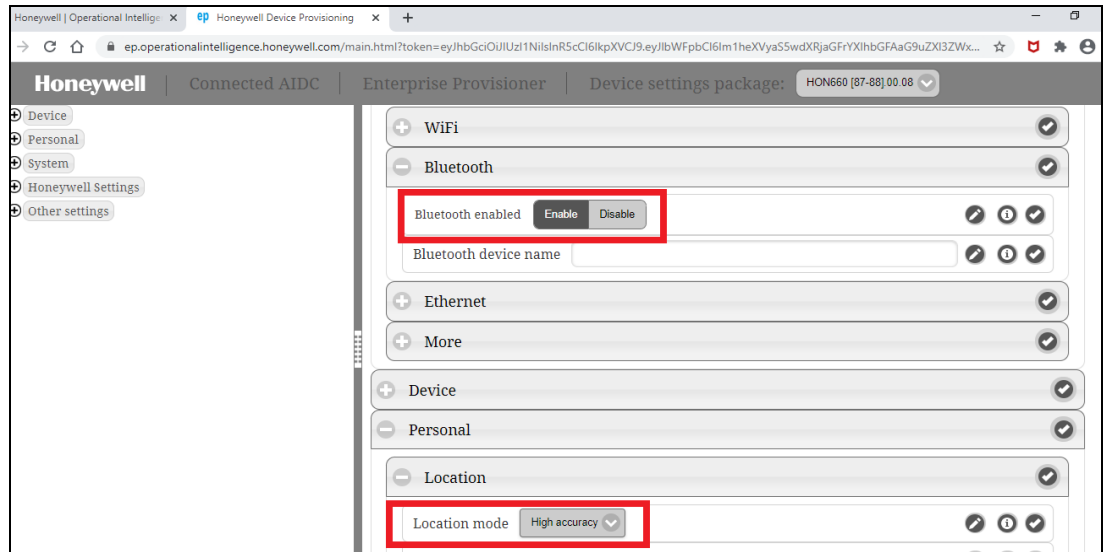 Honeywell | Operational Intellige
ep Honeywell Device Provisioning
ep.operationalintelligence.honeywell.com/main.html?token=eyJhbGciOiJIUzI1NiIsInR5cCI6IkpXVCJ9.eyJlbWFpbCI6Im1heXVyaS5wdXRjaGFrYXlhbGFAaG9uZXl3ZWx...
Honeywell | Connected AIDC | Enterprise Provisioner | Device settings package: HON660 [87-88] 00.08
Device
Personal
System
Honeywell Settings
Other settings
WiFi
Bluetooth
Bluetooth enabled Enable Disable
Bluetooth device name
Ethernet
More
Device
Personal
Location
Location mode High accuracy